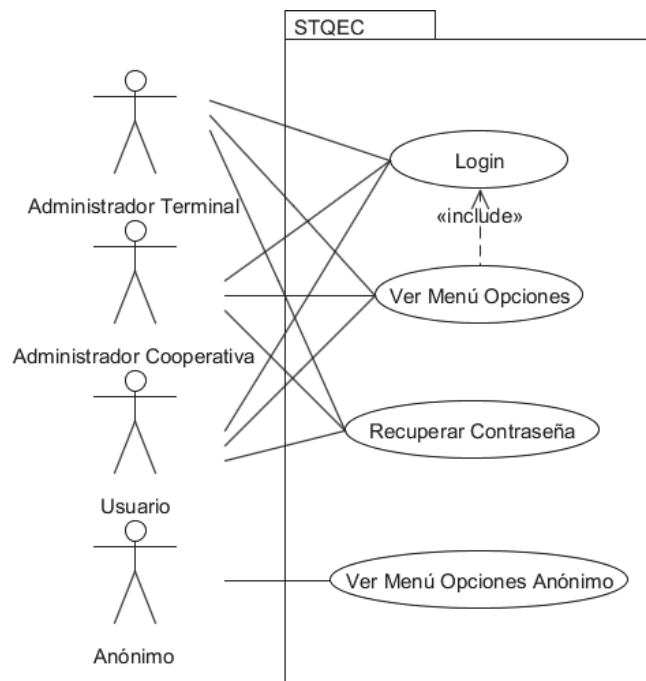 STQEC
Administrador Terminal
Login
«include»
Administrador Cooperativa
Ver Menú Opciones
Usuario
Recuperar Contraseña
Anónimo
Ver Menú Opciones Anónimo